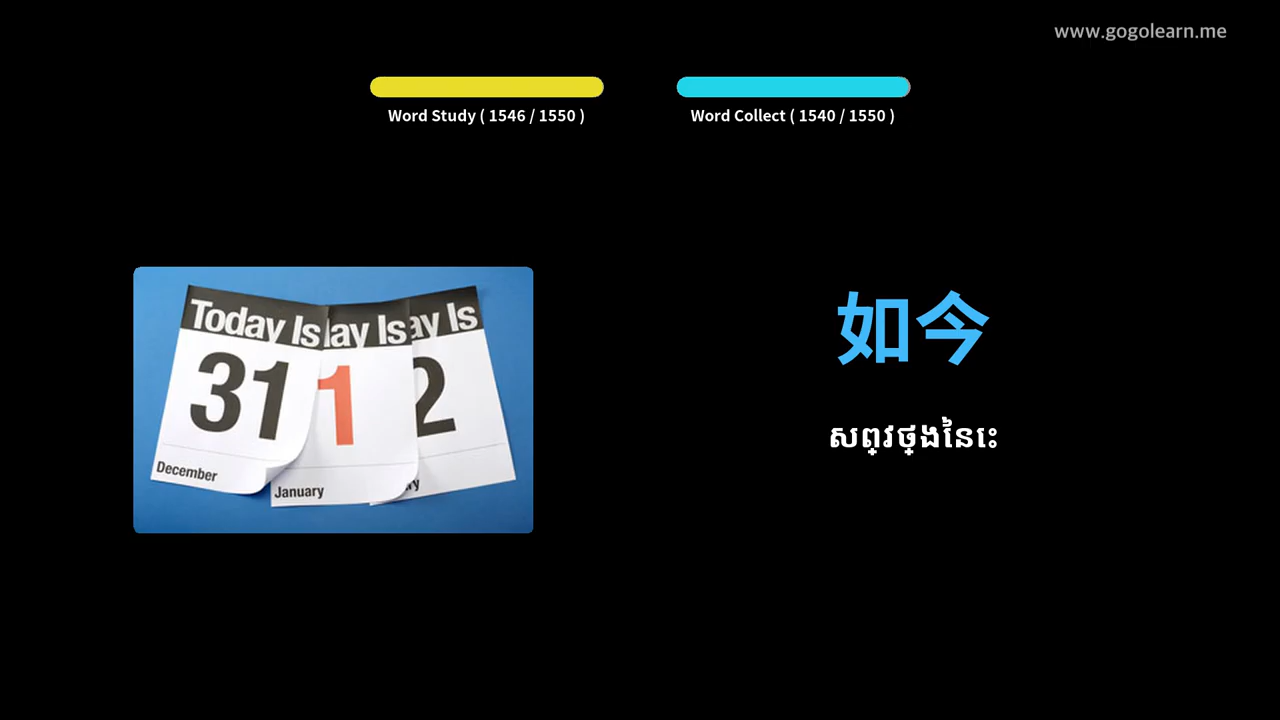 www.gogolearn.me
Word Study ( 1546 / 1550 )
Word Collect ( 1540 / 1550 )
Today Is
31
December
ay Is
1
January
ay Is
2
ry
如今
សព្វថ្ងៃនេះ